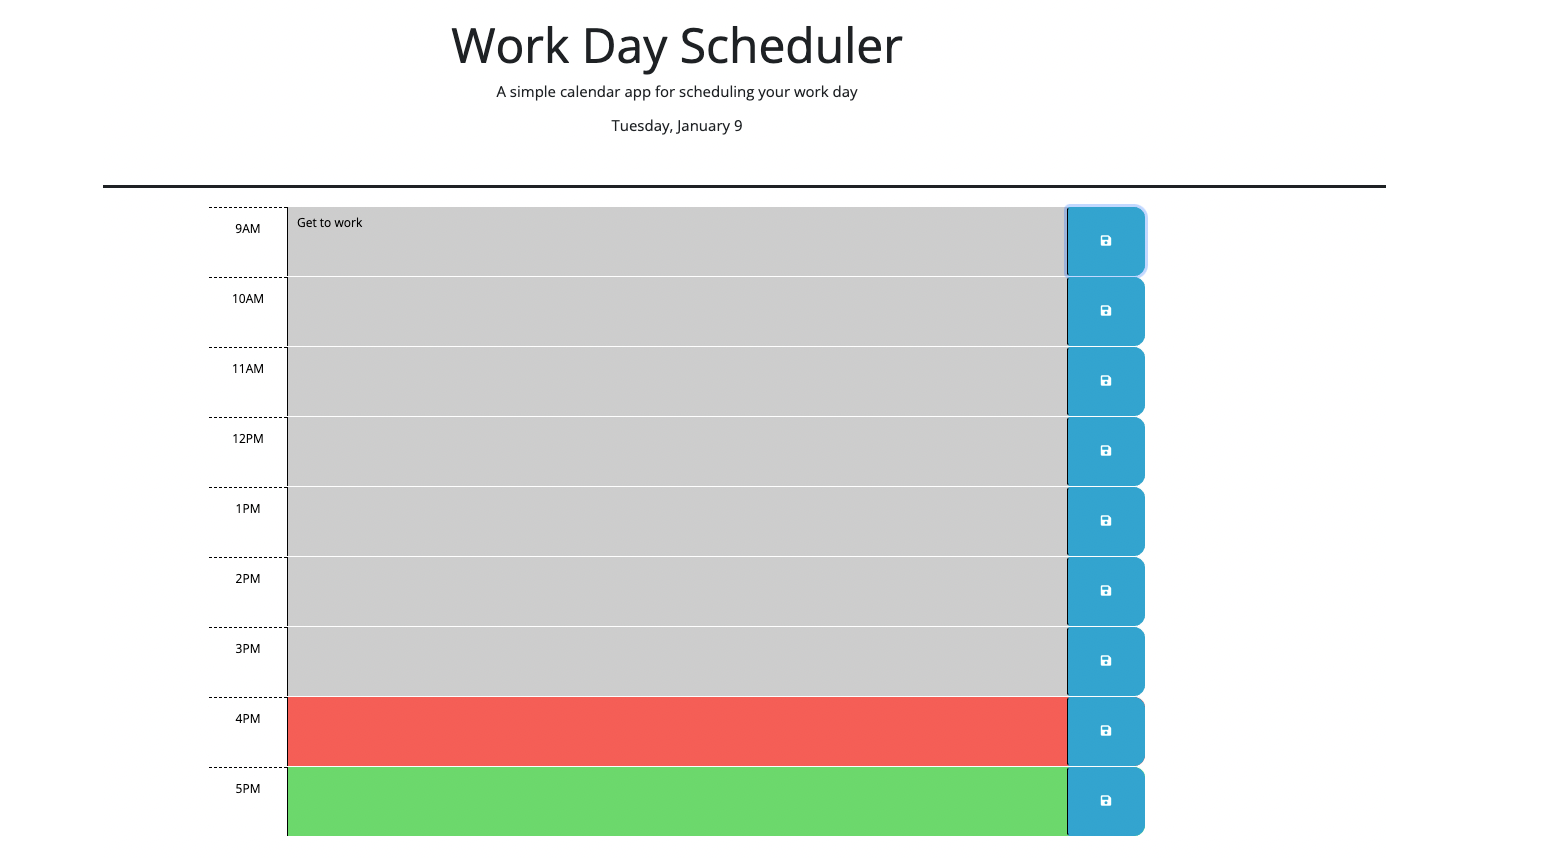 Work Day Scheduler
A simple calendar app for scheduling your work day
Tuesday, January 9
9AM Get to work
10AM
11AM
12PM
1PM
2PM
3PM
4PM
5PM